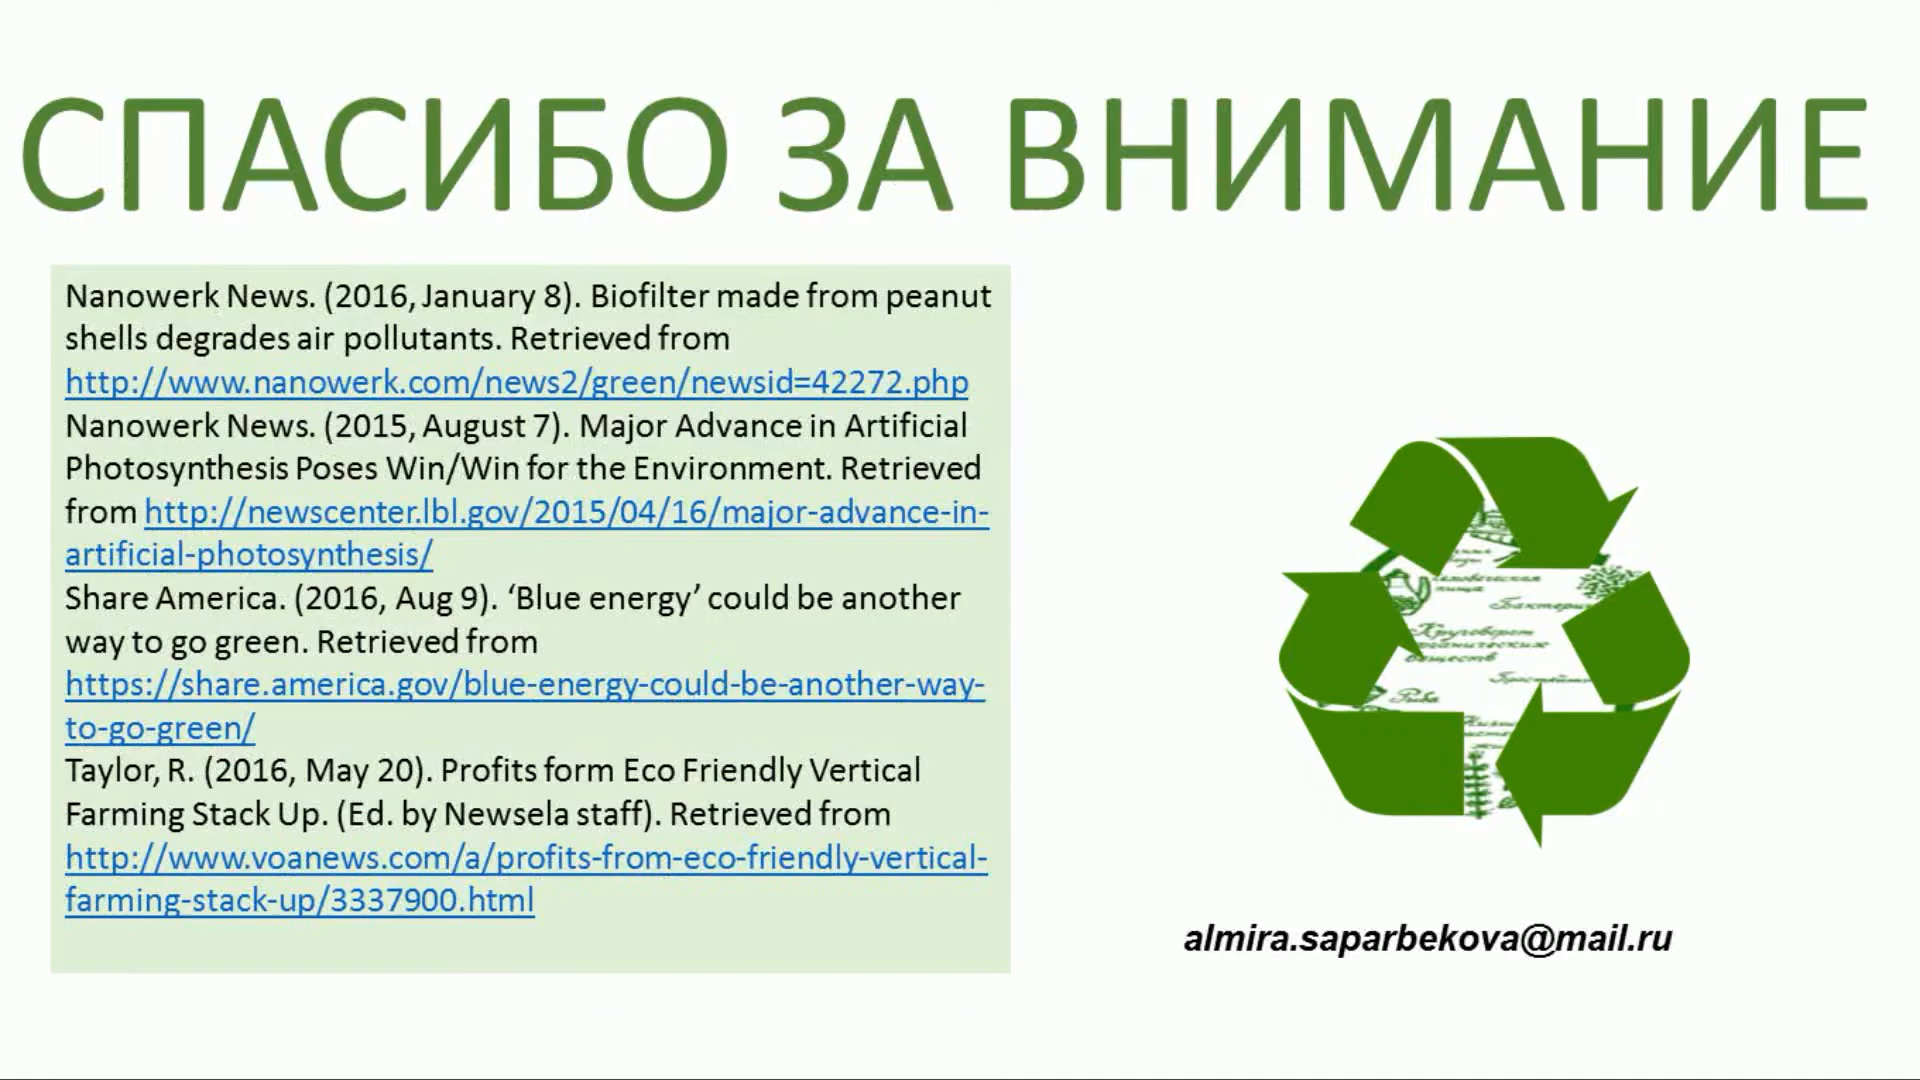 СПАСИБО ЗА ВНИМАНИЕ
Nanowerk News. (2016, January 8). Biofilter made from peanut
shells degrades air pollutants. Retrieved from
http://www.nanowerk.com/news2/green/newsid=42272.php
Nanowerk News. (2015, August 7). Major Advance in Artificial
Photosynthesis Poses Win/Win for the Environment. Retrieved
from http://newscenter.lbl.gov/2015/04/16/major-advance-in-
artificial-photosynthesis/
Share America. (2016, Aug 9). ‘Blue energy’ could be another
way to go green. Retrieved from
https://share.america.gov/blue-energy-could-be-another-way-
to-go-green/
Taylor, R. (2016, May 20). Profits form Eco Friendly Vertical
Farming Stack Up. (Ed. by Newsela staff). Retrieved from
http://www.voanews.com/a/profits-from-eco-friendly-vertical-
farming-stack-up/3337900.html
Круговорот
веществ
Рыба
almira.saparbekova@mail.ru